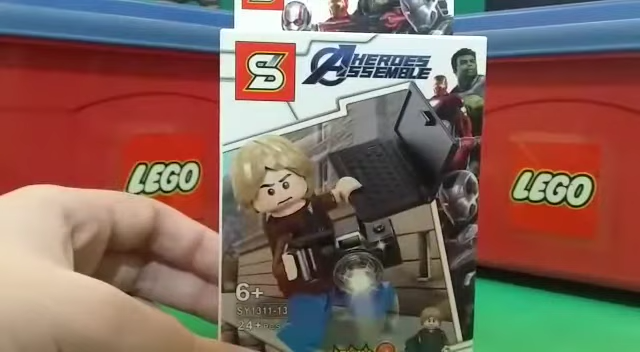 S
HEROES
ASSEMBLE
LEGO
LEGO
6+
SY1311-13
24+